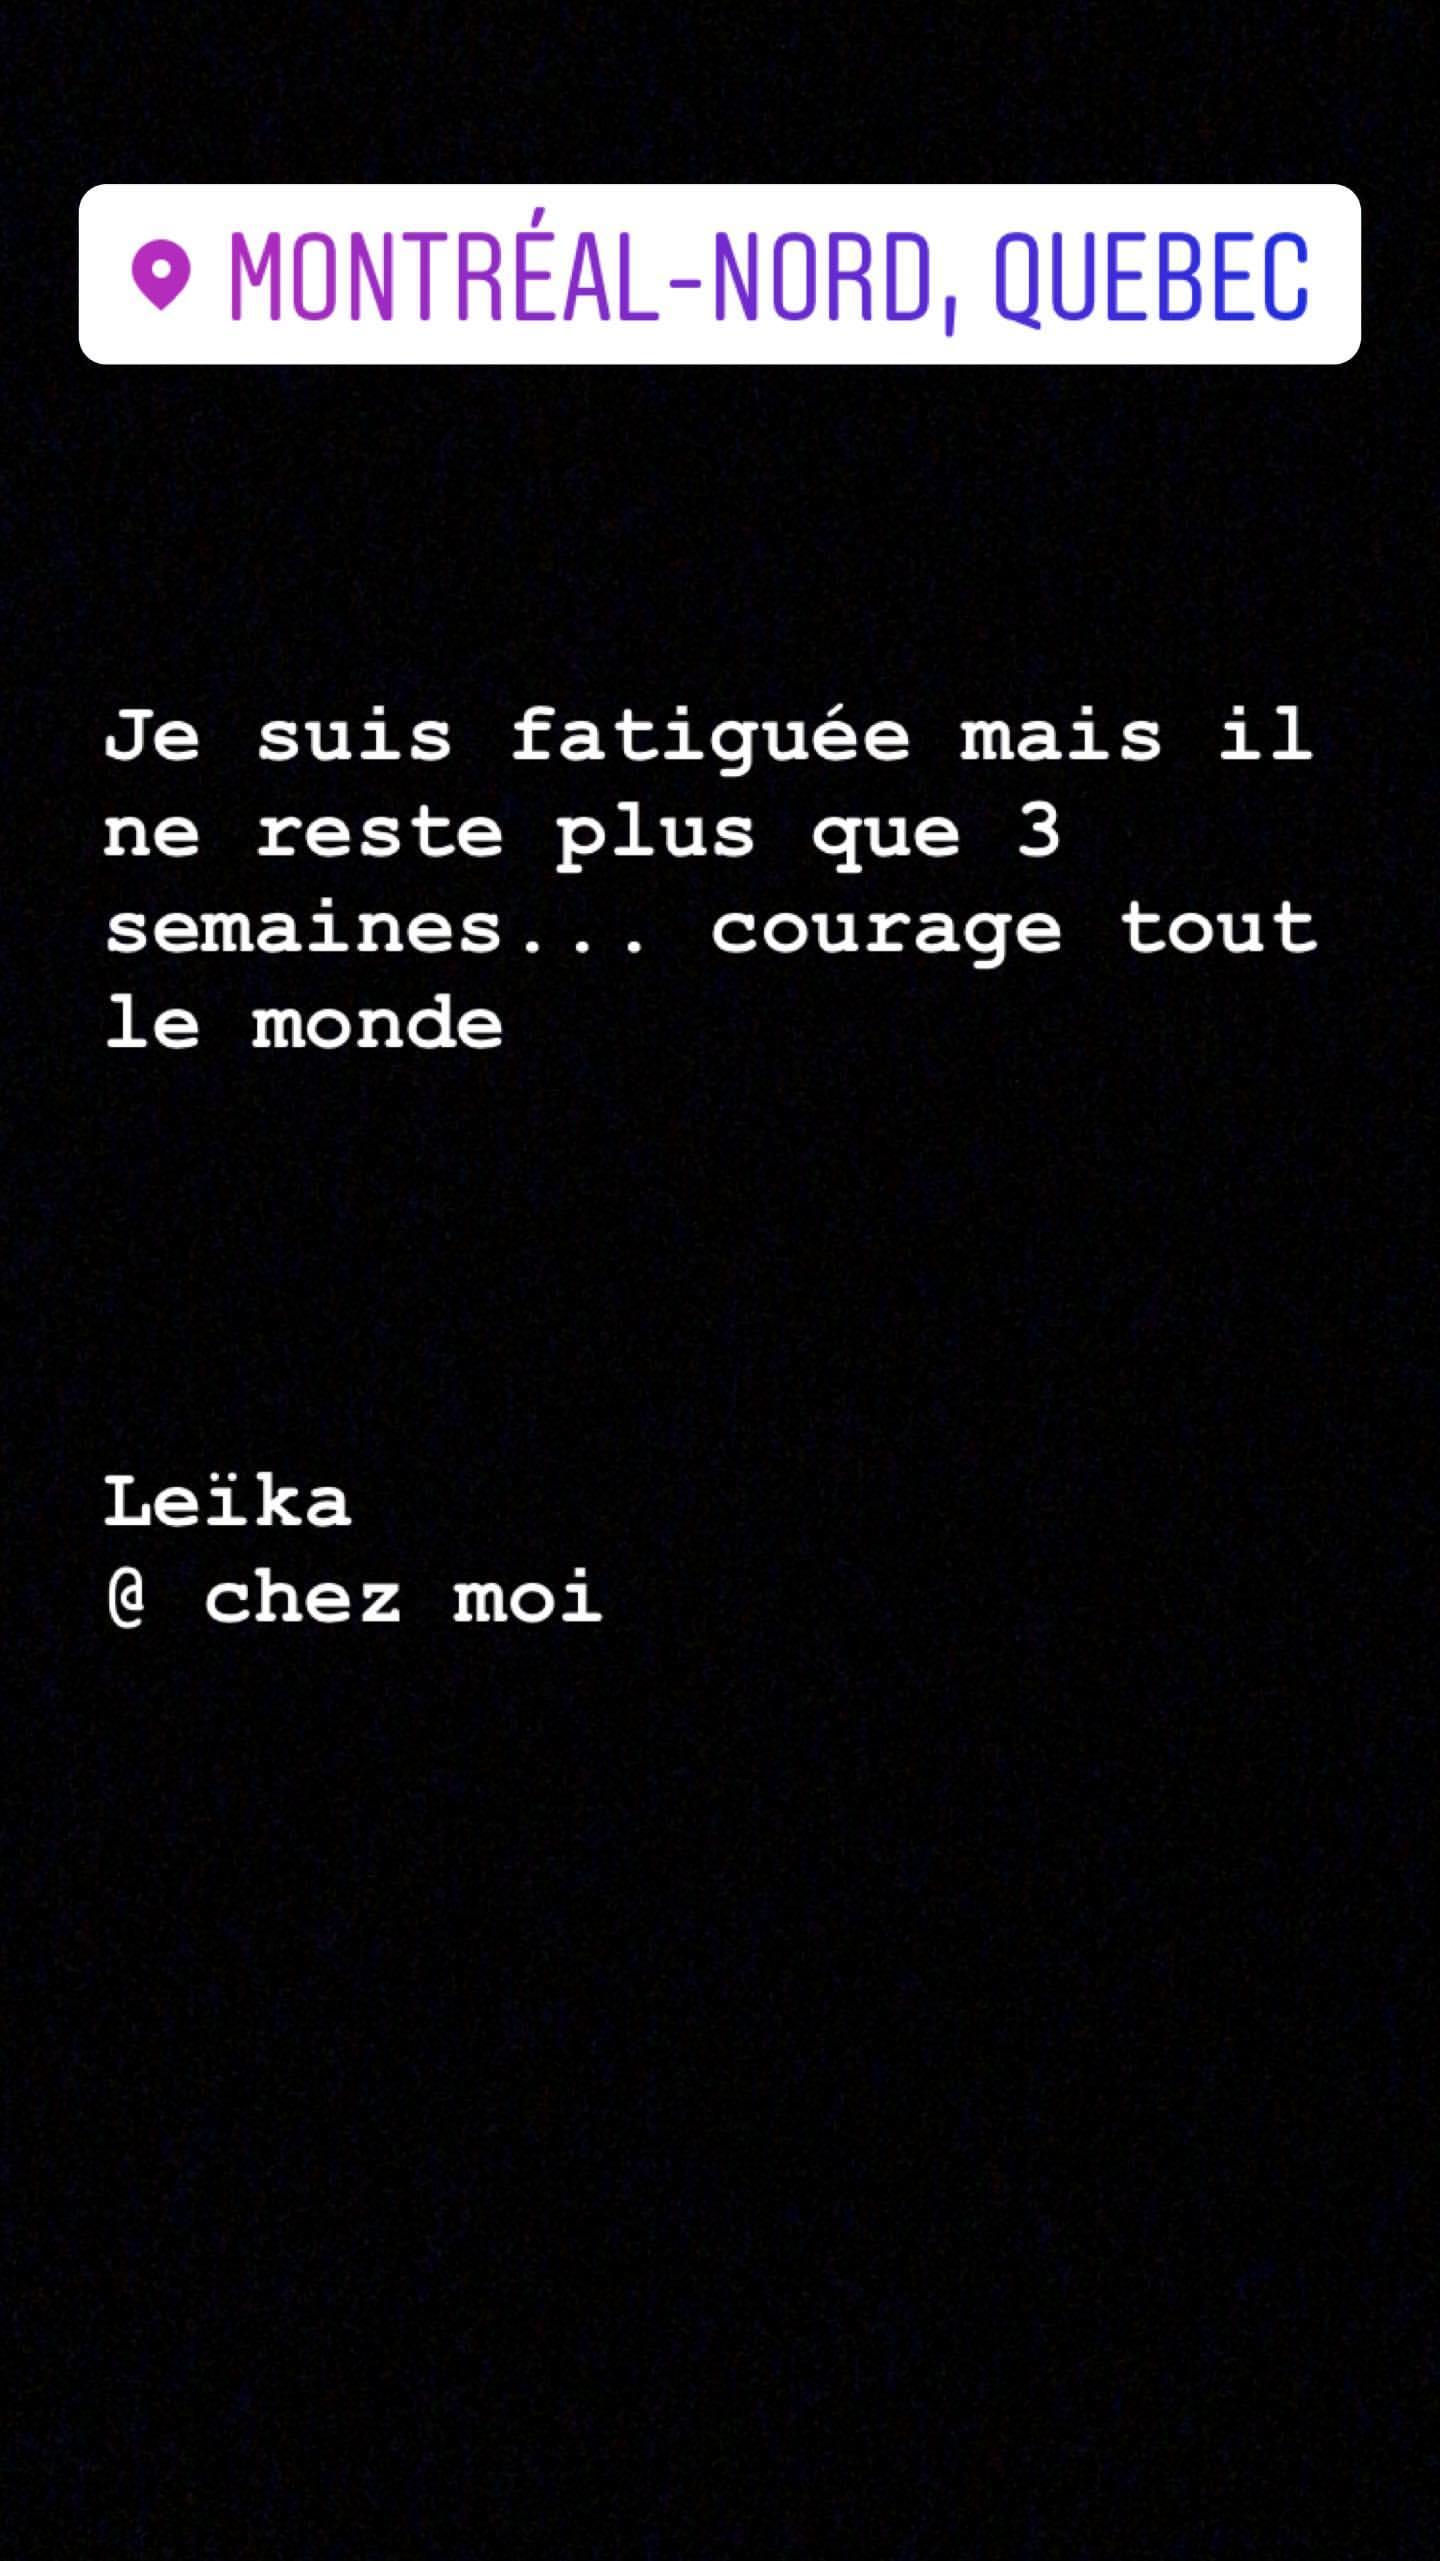 MONTRÉAL-NORD, QUEBEC
Je suis fatiguée mais il
ne reste plus que 3
semaines... courage tout
le monde
Leïka
@ chez moi